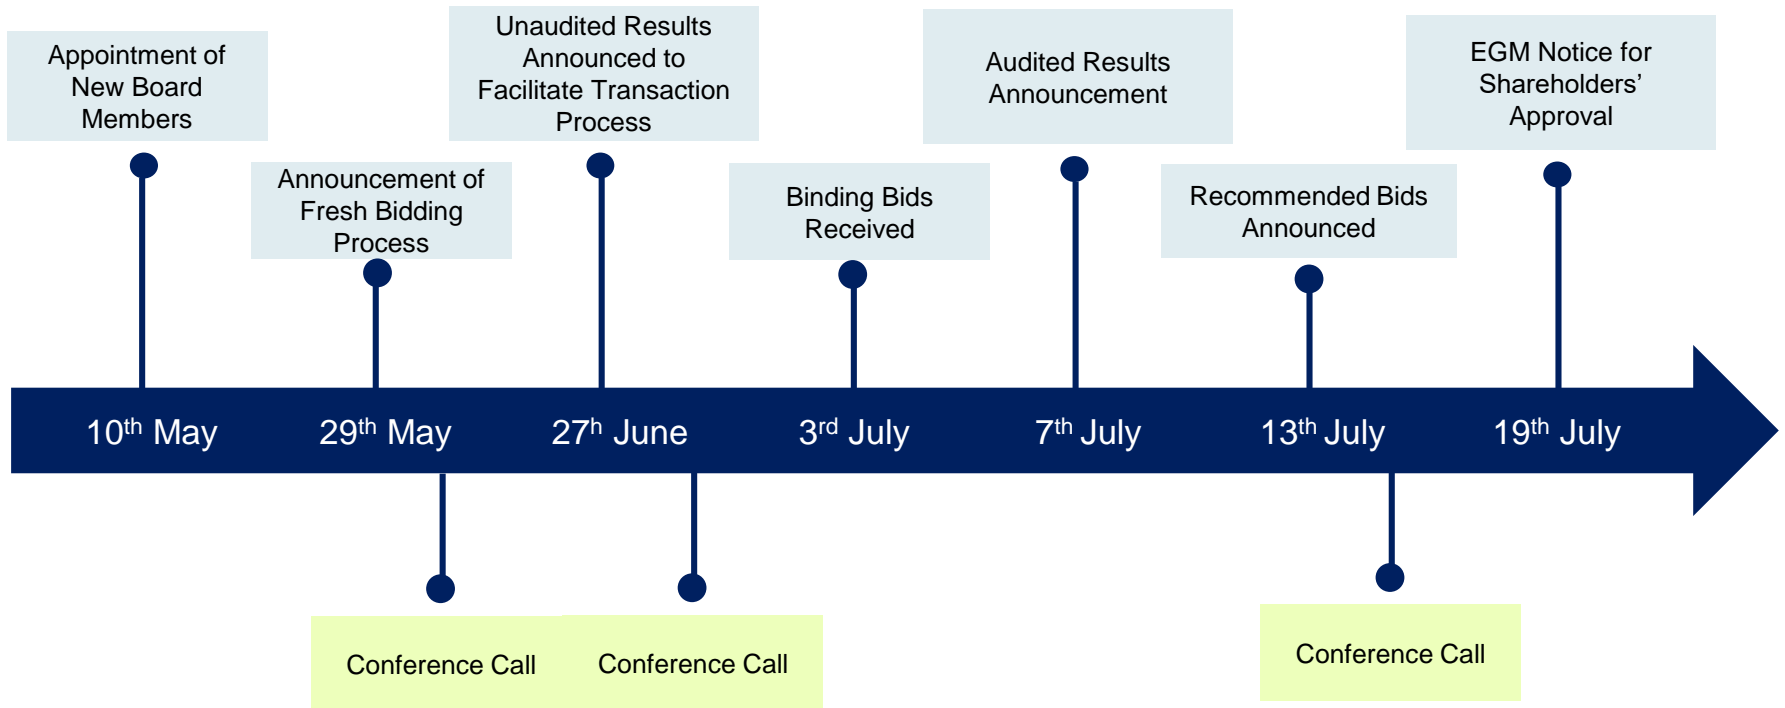 Appointment of
New Board
Members
Announcement of
Fresh Bidding
Process
Unaudited Results
Announced to
Facilitate Transaction
Process
Binding Bids
Received
Audited Results
Announcement
Recommended Bids
Announced
EGM Notice for
Shareholders’
Approval
10th May
29th May
27h June
3rd July
7th July
13th July
19th July
Conference Call
Conference Call
Conference Call